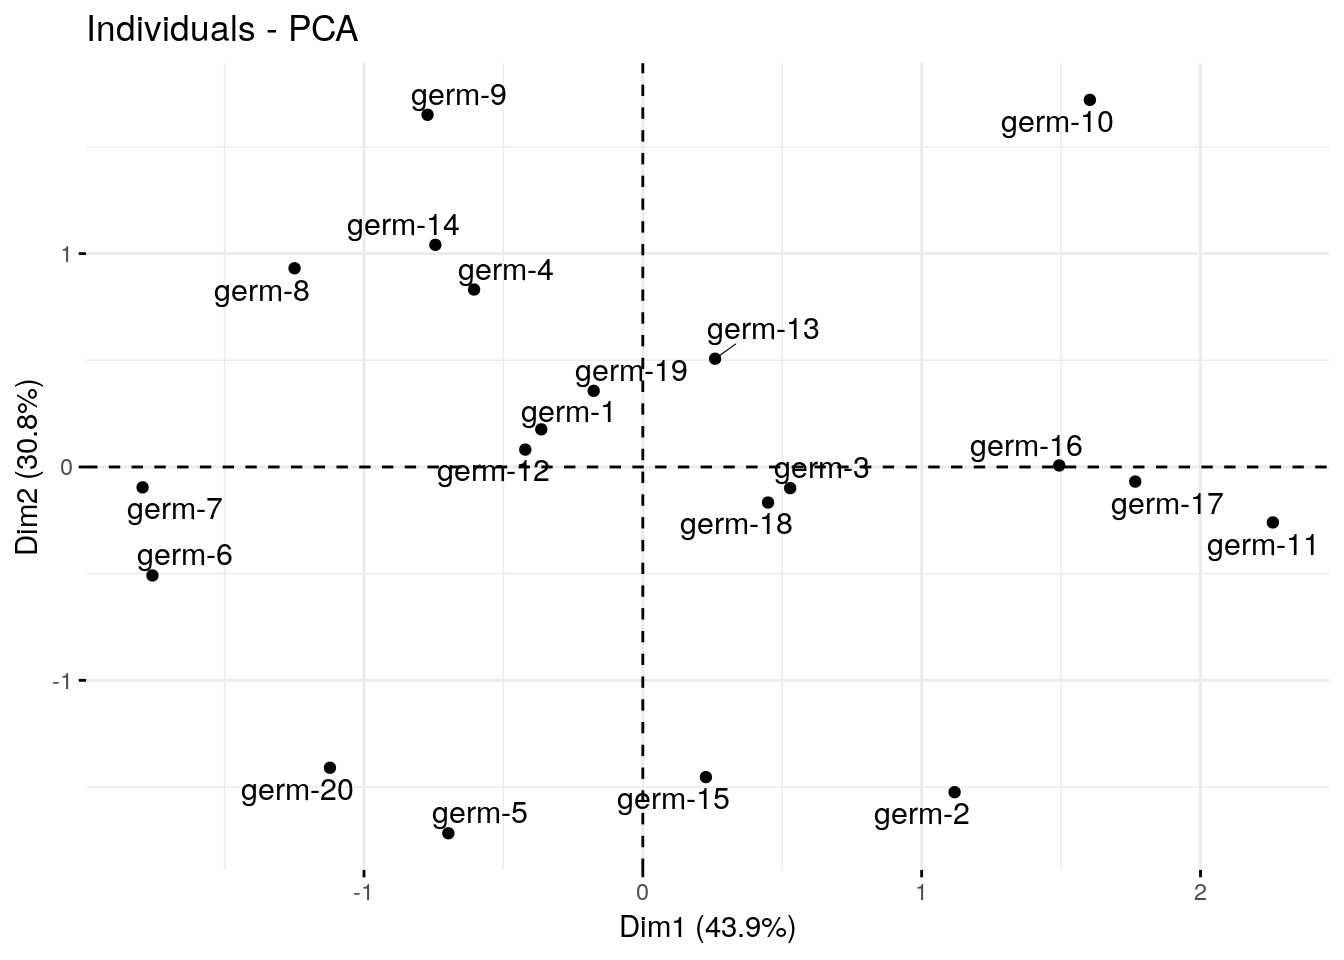 Individuals - PCA
germ-9
germ-10
germ-14
germ-4
germ-8
germ-13
germ-19
germ-1
germ-12
germ-3
germ-16
germ-7
germ-18
germ-17
germ-6
germ-11
germ-20
germ-5
germ-15
germ-2
1
0
-1
-1
0
1
2
Dim2 (30.8%)
Dim1 (43.9%)